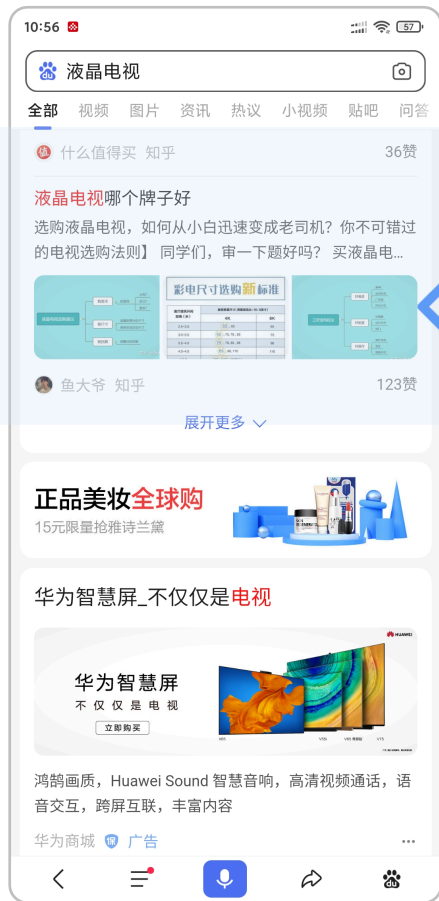 10:56
57
du 液晶电视
全部 视频 图片 资讯 热议 小视频 贴吧 问答
值 什么值得买 知乎 36赞
液晶电视哪个牌子好
选购液晶电视，如何从小白迅速变成老司机？你不可错过
的电视选购法则】 同学们，审一下题好吗？ 买液晶电...
彩电尺寸选购新标准
鱼大爷 知乎 123赞
展开更多
正品美妆全球购
15元限量抢雅诗兰黛
华为智慧屏_不仅仅是电视
HUAWEI
华为智慧屏
不仅仅是电视
立即购买
V65 V55i V65 V75
鸿鹄画质，Huawei Sound 智慧音响，高清视频通话，语
音交互，跨屏互联，丰富内容
华为商城 保 广告
du